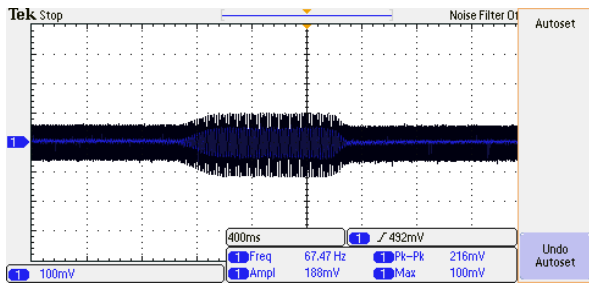 Tek Stop Noise Filter Of
Autoset
1
400ms 1 / 492mV
1 Freq 67.47 Hz 1 Pk-Pk 216mV
1 Ampl 188mV 1 Max 100mV
1 100mV
Undo
Autoset